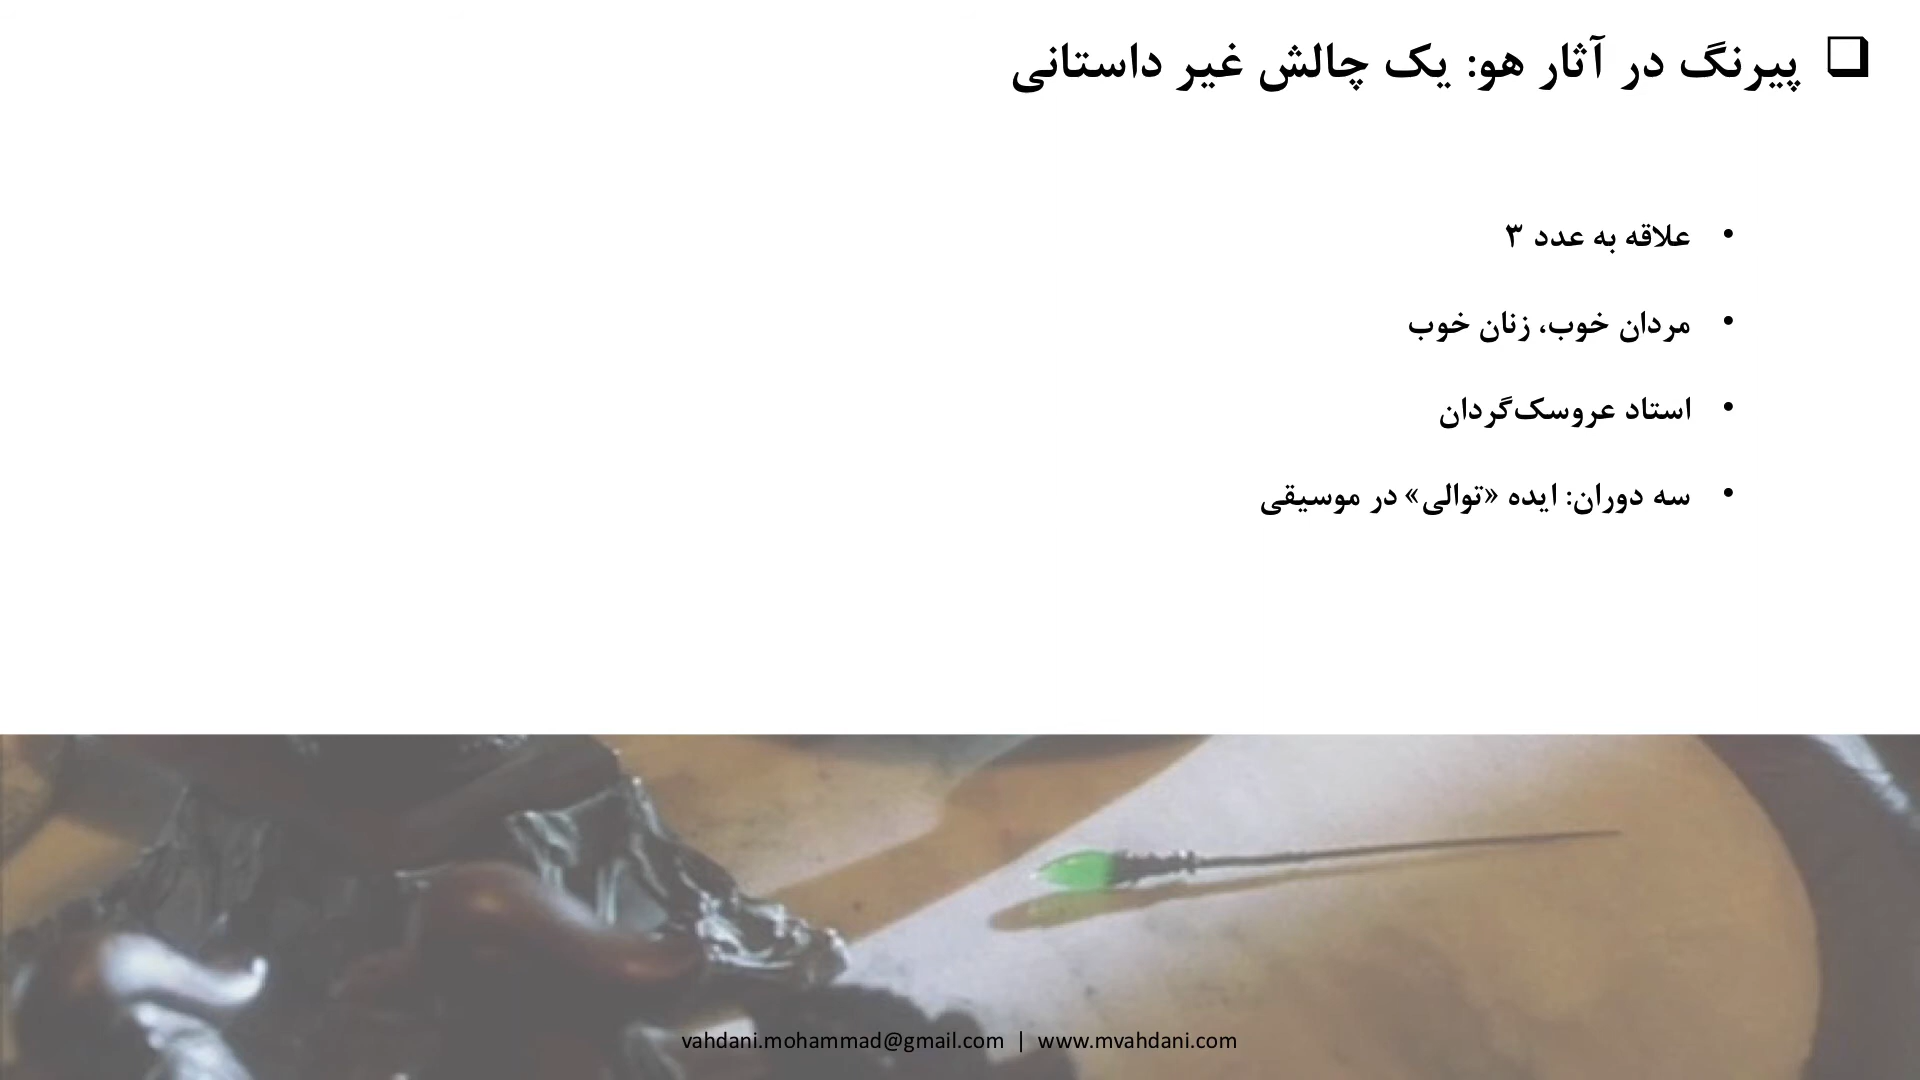 ❑ پیرنگ در آثار هو: یک چالش غیر داستانی
• علاقه به عدد ۳
• مردان خوب، زنان خوب
• استاد عروسک‌گردان
• سه دوران: ایده «توالی» در موسیقی
vahdani.mohammad@gmail.com | www.mvahdani.com